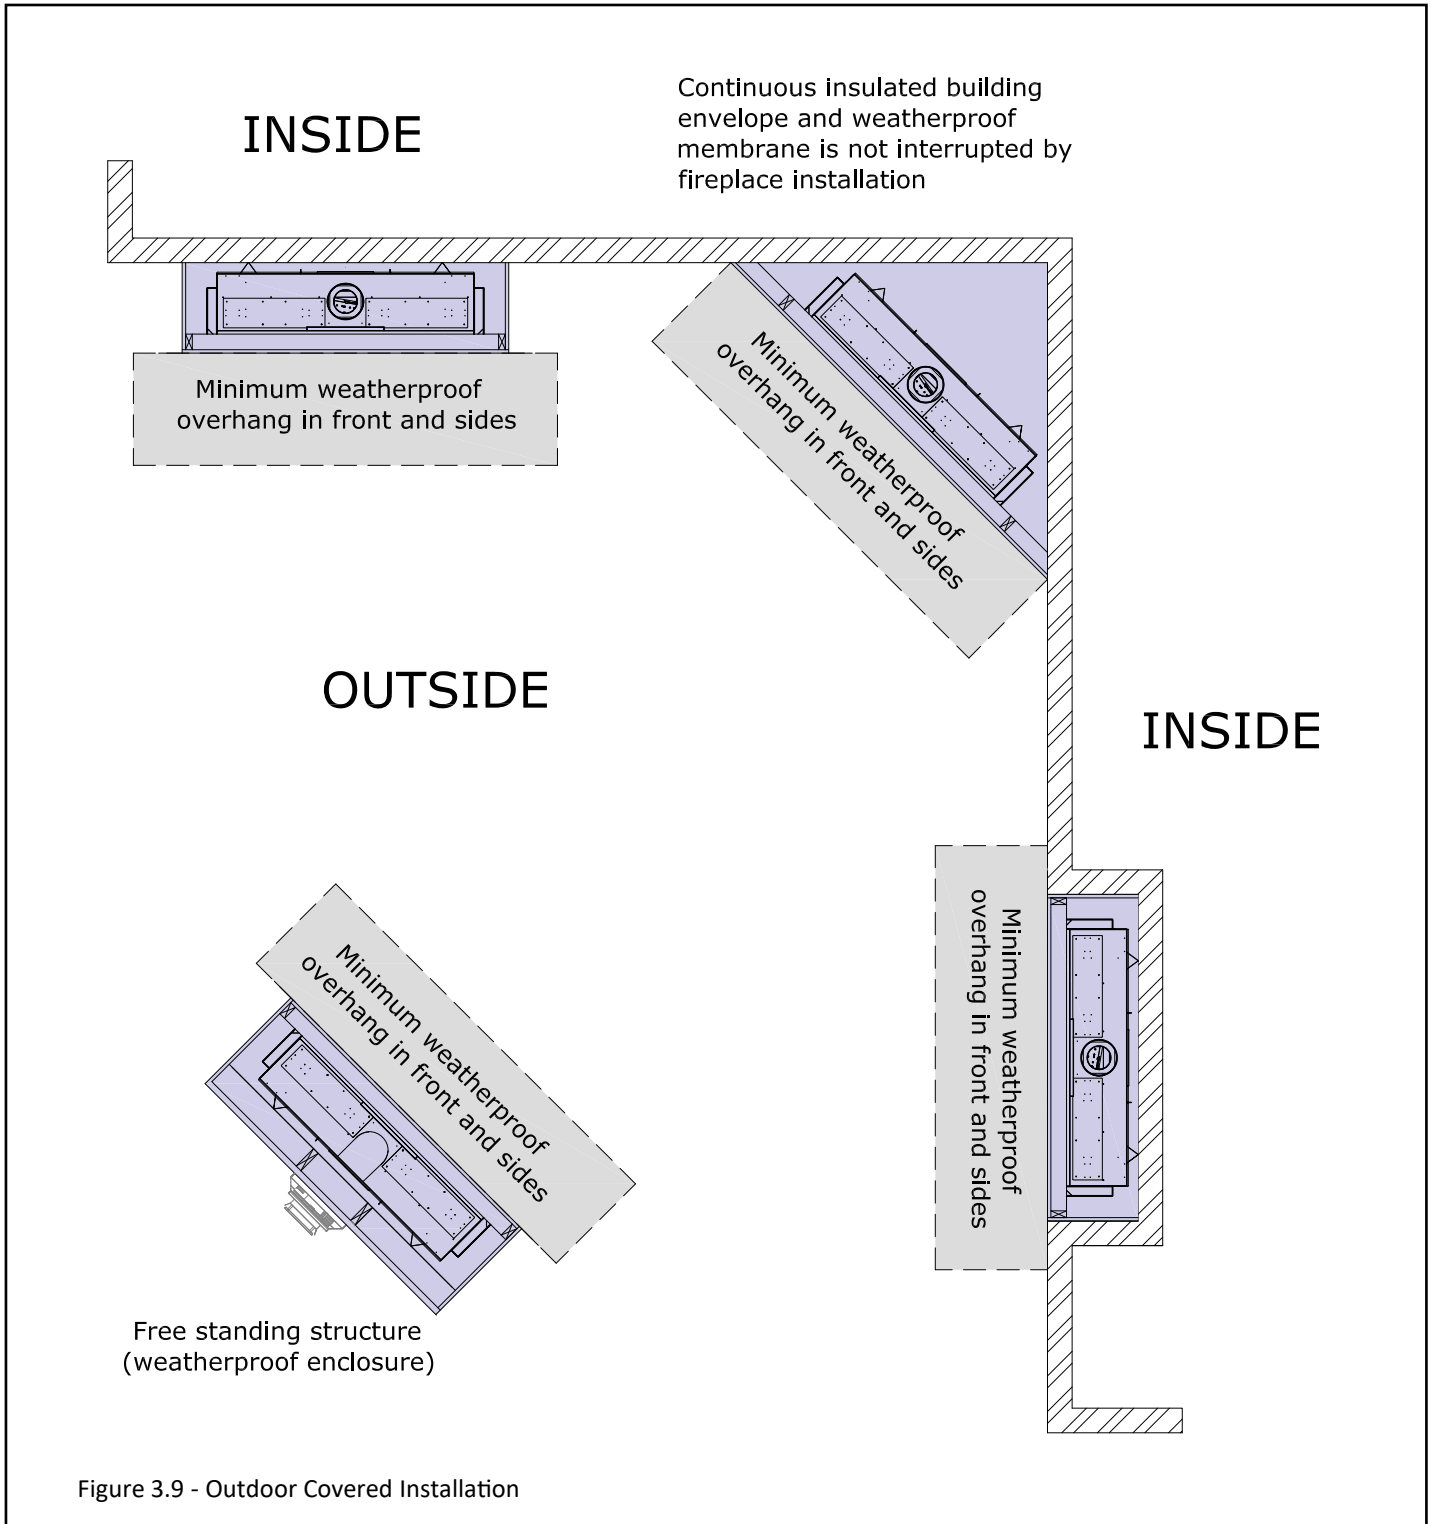 INSIDE
Continuous insulated building
envelope and weatherproof
membrane is not interrupted by
fireplace installation
Minimum weatherproof
overhang in front and sides
Minimum weatherproof
overhang in front and sides
OUTSIDE
INSIDE
Minimum weatherproof
overhang in front and sides
Minimum weatherproof
overhang in front and sides
Free standing structure
(weatherproof enclosure)
Figure 3.9 - Outdoor Covered Installation